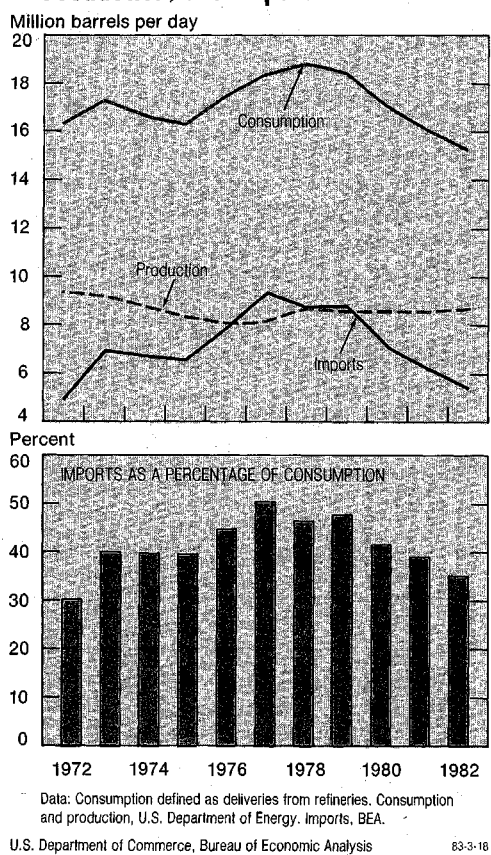 Million barrels per day
20
18
16
14
12
10
8
6
4
Consumption
Production
Imports
Percent
60
50
40
30
20
10
0
IMPORTS AS A PERCENTAGE OF CONSUMPTION
1972 1974 1976 1978 1980 1982
Data: Consumption defined as deliveries from refineries. Consumption
and production, U.S. Department of Energy. Imports, BEA.
U.S. Department of Commerce, Bureau of Economic Analysis 83-3-18